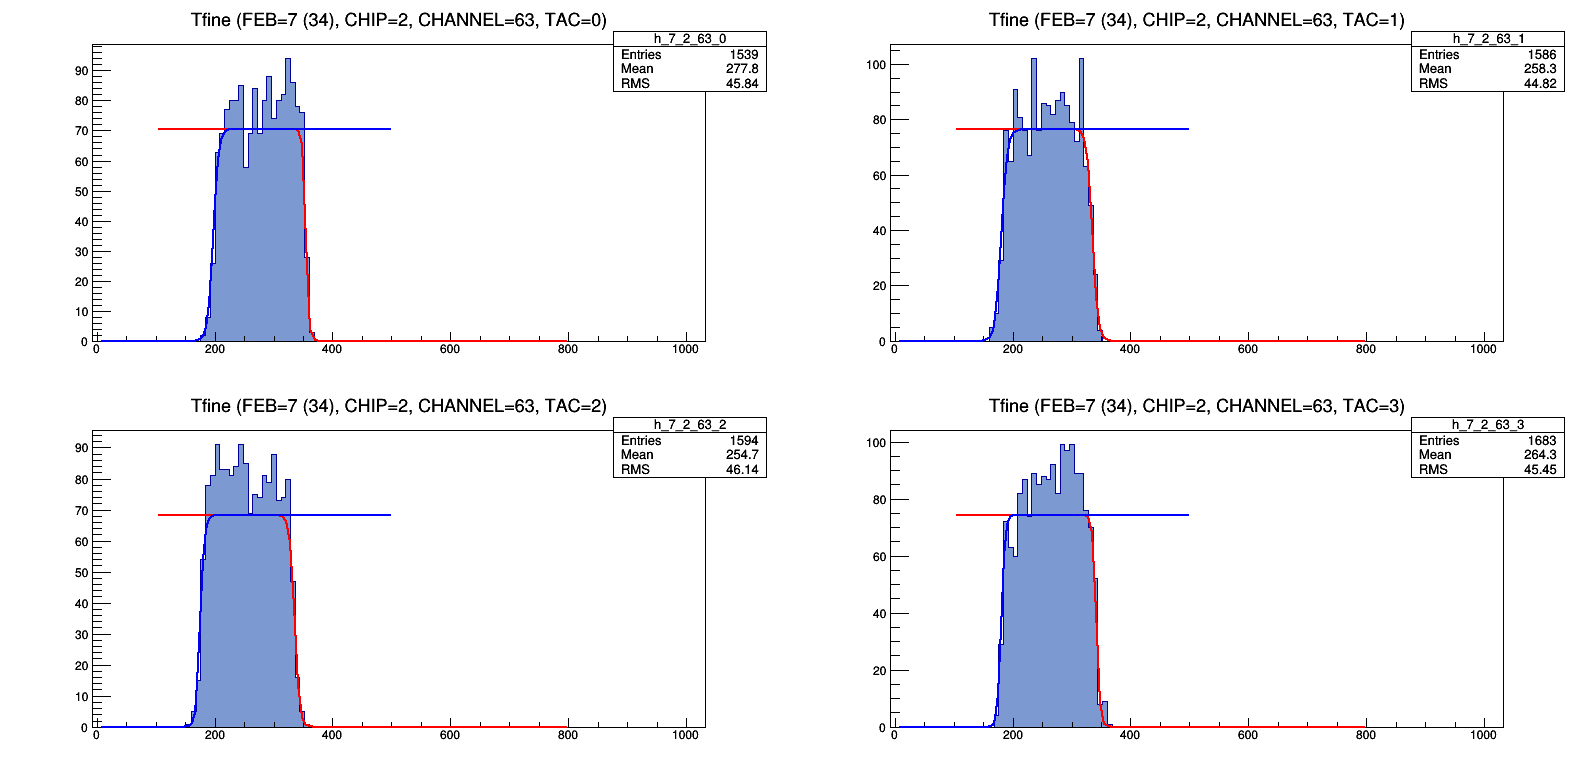 Tfine (FEB=7 (34), CHIP=2, CHANNEL=63, TAC=0)
h_7_2_63_0
Entries 1539
Mean 277.8
RMS 45.84
90
80
70
60
50
40
30
20
10
0
0 200 400 600 800 1000
Tfine (FEB=7 (34), CHIP=2, CHANNEL=63, TAC=1)
h_7_2_63_1
Entries 1586
Mean 258.3
RMS 44.82
100
80
60
40
20
0
0 200 400 600 800 1000
Tfine (FEB=7 (34), CHIP=2, CHANNEL=63, TAC=2)
h_7_2_63_2
Entries 1594
Mean 254.7
RMS 46.14
90
80
70
60
50
40
30
20
10
0
0 200 400 600 800 1000
Tfine (FEB=7 (34), CHIP=2, CHANNEL=63, TAC=3)
h_7_2_63_3
Entries 1683
Mean 264.3
RMS 45.45
100
80
60
40
20
0
0 200 400 600 800 1000